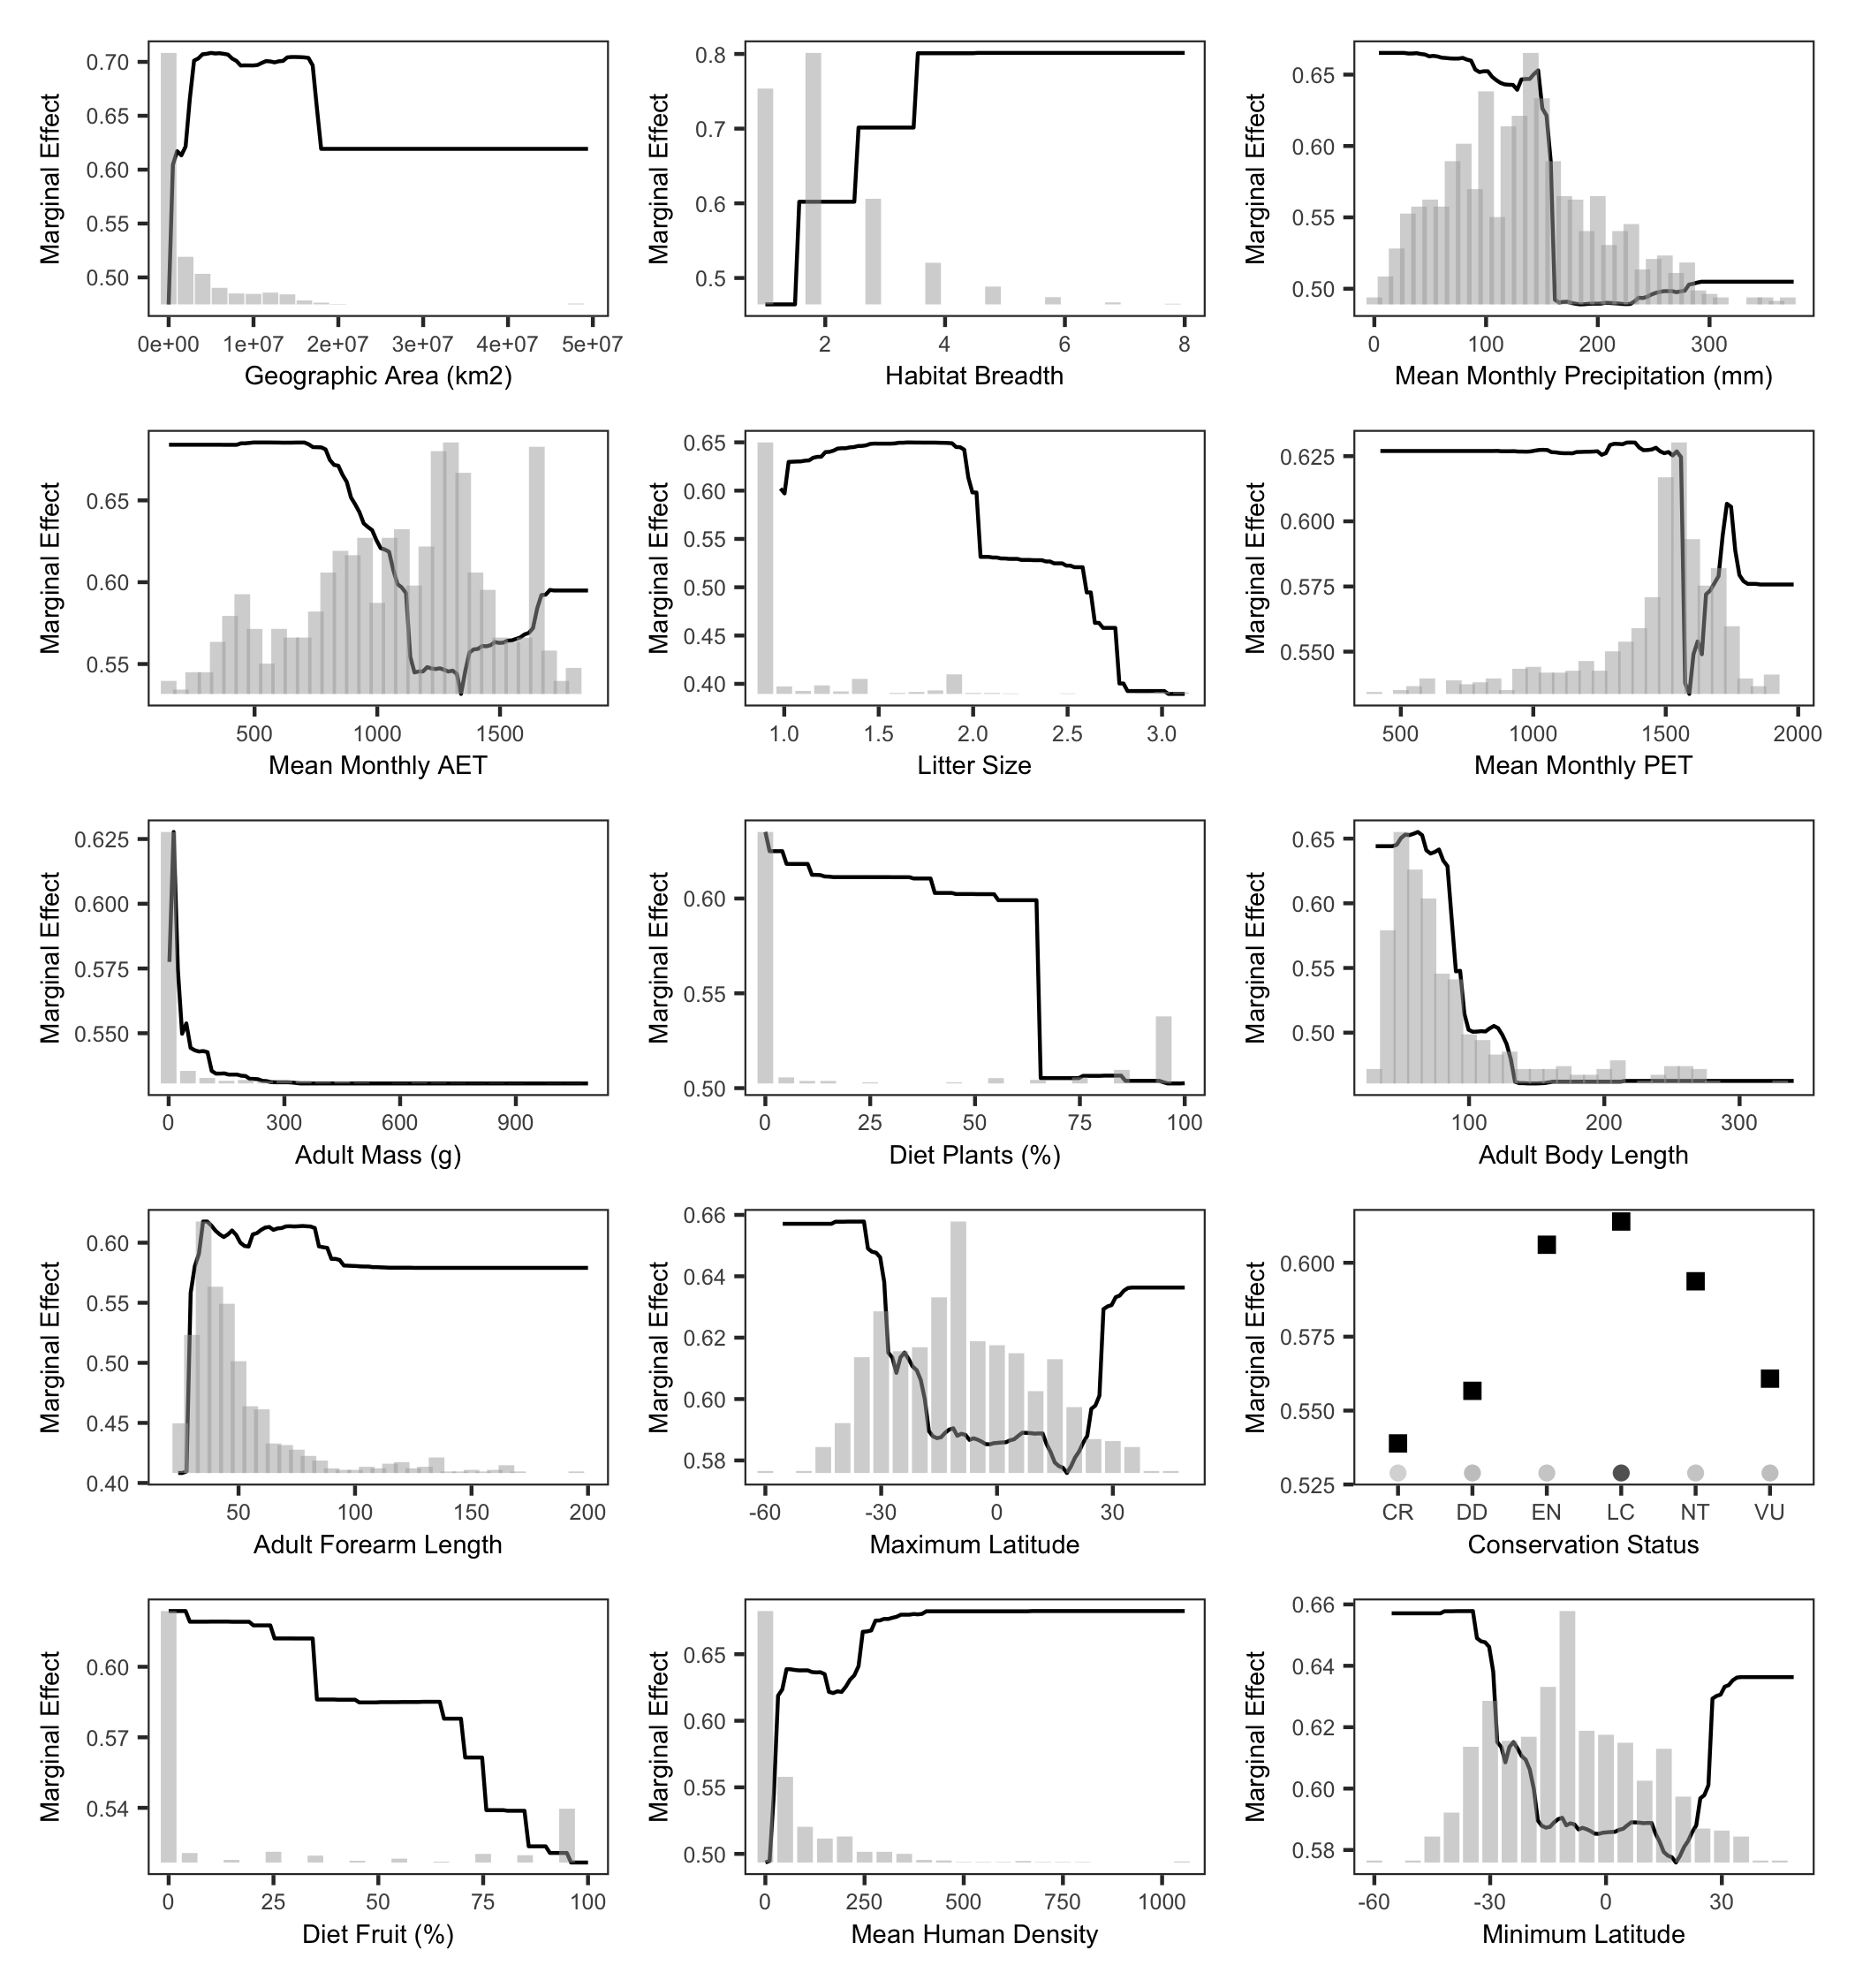 Marginal Effect
0.70
0.65
0.60
0.55
0.50
0e+00 1e+07 2e+07 3e+07 4e+07 5e+07
Geographic Area (km2)
Marginal Effect
0.8
0.7
0.6
0.5
2 4 6 8
Habitat Breadth
Marginal Effect
0.65
0.60
0.55
0.50
0 100 200 300
Mean Monthly Precipitation (mm)
Marginal Effect
0.65
0.60
0.55
500 1000 1500
Mean Monthly AET
Marginal Effect
0.65
0.60
0.55
0.50
0.45
0.40
1.0 1.5 2.0 2.5 3.0
Litter Size
Marginal Effect
0.625
0.600
0.575
0.550
500 1000 1500 2000
Mean Monthly PET
Marginal Effect
0.625
0.600
0.575
0.550
0 300 600 900
Adult Mass (g)
Marginal Effect
0.60
0.55
0.50
0 25 50 75 100
Diet Plants (%)
Marginal Effect
0.65
0.60
0.55
0.50
100 200 300
Adult Body Length
Marginal Effect
0.60
0.55
0.50
0.45
0.40
50 100 150 200
Adult Forearm Length
Marginal Effect
0.66
0.64
0.62
0.60
0.58
-60 -30 0 30
Maximum Latitude
Marginal Effect
0.600
0.575
0.550
0.525
CR DD EN LC NT VU
Conservation Status
Marginal Effect
0.60
0.57
0.54
0 25 50 75 100
Diet Fruit (%)
Marginal Effect
0.65
0.60
0.55
0.50
0 250 500 750 1000
Mean Human Density
Marginal Effect
0.66
0.64
0.62
0.60
0.58
-60 -30 0 30
Minimum Latitude